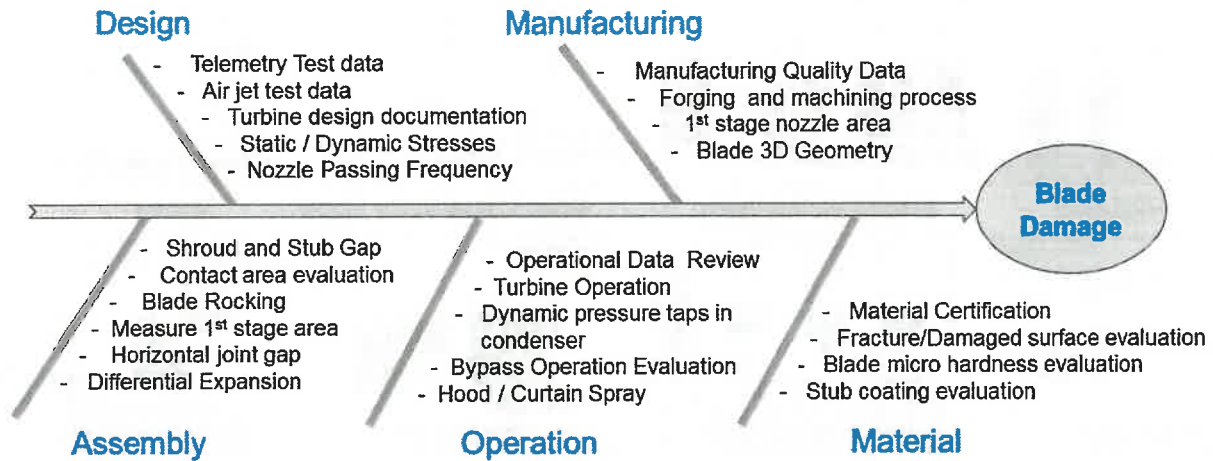 Design
- Telemetry Test data
- Air jet test data
- Turbine design documentation
- Static / Dynamic Stresses
- Nozzle Passing Frequency
Manufacturing
- Manufacturing Quality Data
- Forging and machining process
- 1st stage nozzle area
- Blade 3D Geometry
Blade
Damage
- Shroud and Stub Gap
- Contact area evaluation
- Blade Rocking
- Measure 1st stage area
- Horizontal joint gap
- Differential Expansion
Assembly
- Operational Data Review
- Turbine Operation
- Dynamic pressure taps in
condenser
- Bypass Operation Evaluation
- Hood / Curtain Spray
Operation
- Material Certification
- Fracture/Damaged surface evaluation
- Blade micro hardness evaluation
- Stub coating evaluation
Material